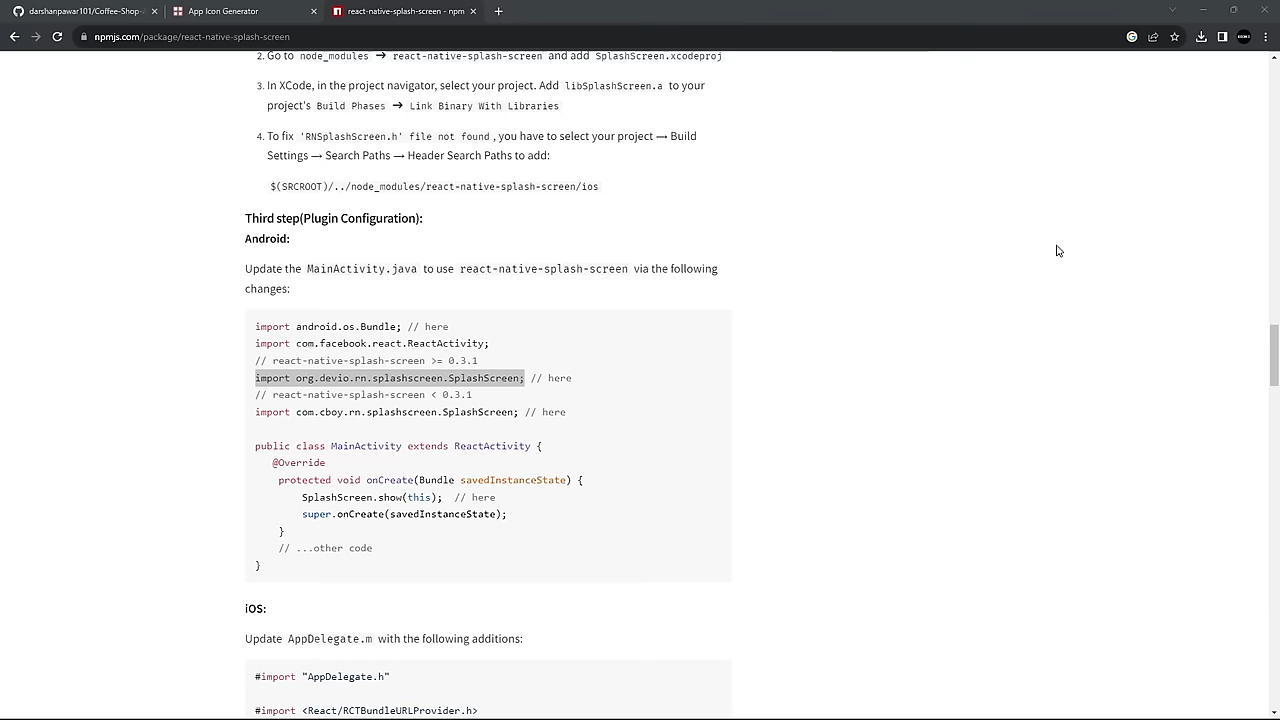 darshanpawar101/Coffee-Shop-
App Icon Generator
react-native-splash-screen - npm
npmjs.com/package/react-native-splash-screen
2. Go to node_modules → react-native-splash-screen and add SplashScreen.xcodeproj
3. In XCode, in the project navigator, select your project. Add libSplashScreen.a to your
project's Build Phases → Link Binary With Libraries
4. To fix 'RNSplashScreen.h' file not found , you have to select your project → Build
Settings → Search Paths → Header Search Paths to add:
$(SRCROOT)/../node_modules/react-native-splash-screen/ios
Third step(Plugin Configuration):
Android:
Update the MainActivity.java to use react-native-splash-screen via the following
changes:
import android.os.Bundle; // here
import com.facebook.react.ReactActivity;
// react-native-splash-screen >= 0.3.1
import org.devio.rn.splashscreen.SplashScreen; // here
// react-native-splash-screen < 0.3.1
import com.cboy.rn.splashscreen.SplashScreen; // here
public class MainActivity extends ReactActivity {
@Override
protected void onCreate(Bundle savedInstanceState) {
SplashScreen.show(this); // here
super.onCreate(savedInstanceState);
}
// ...other code
}
iOS:
Update AppDelegate.m with the following additions:
#import "AppDelegate.h"
#import <React/RCTBundleURLProvider.h>